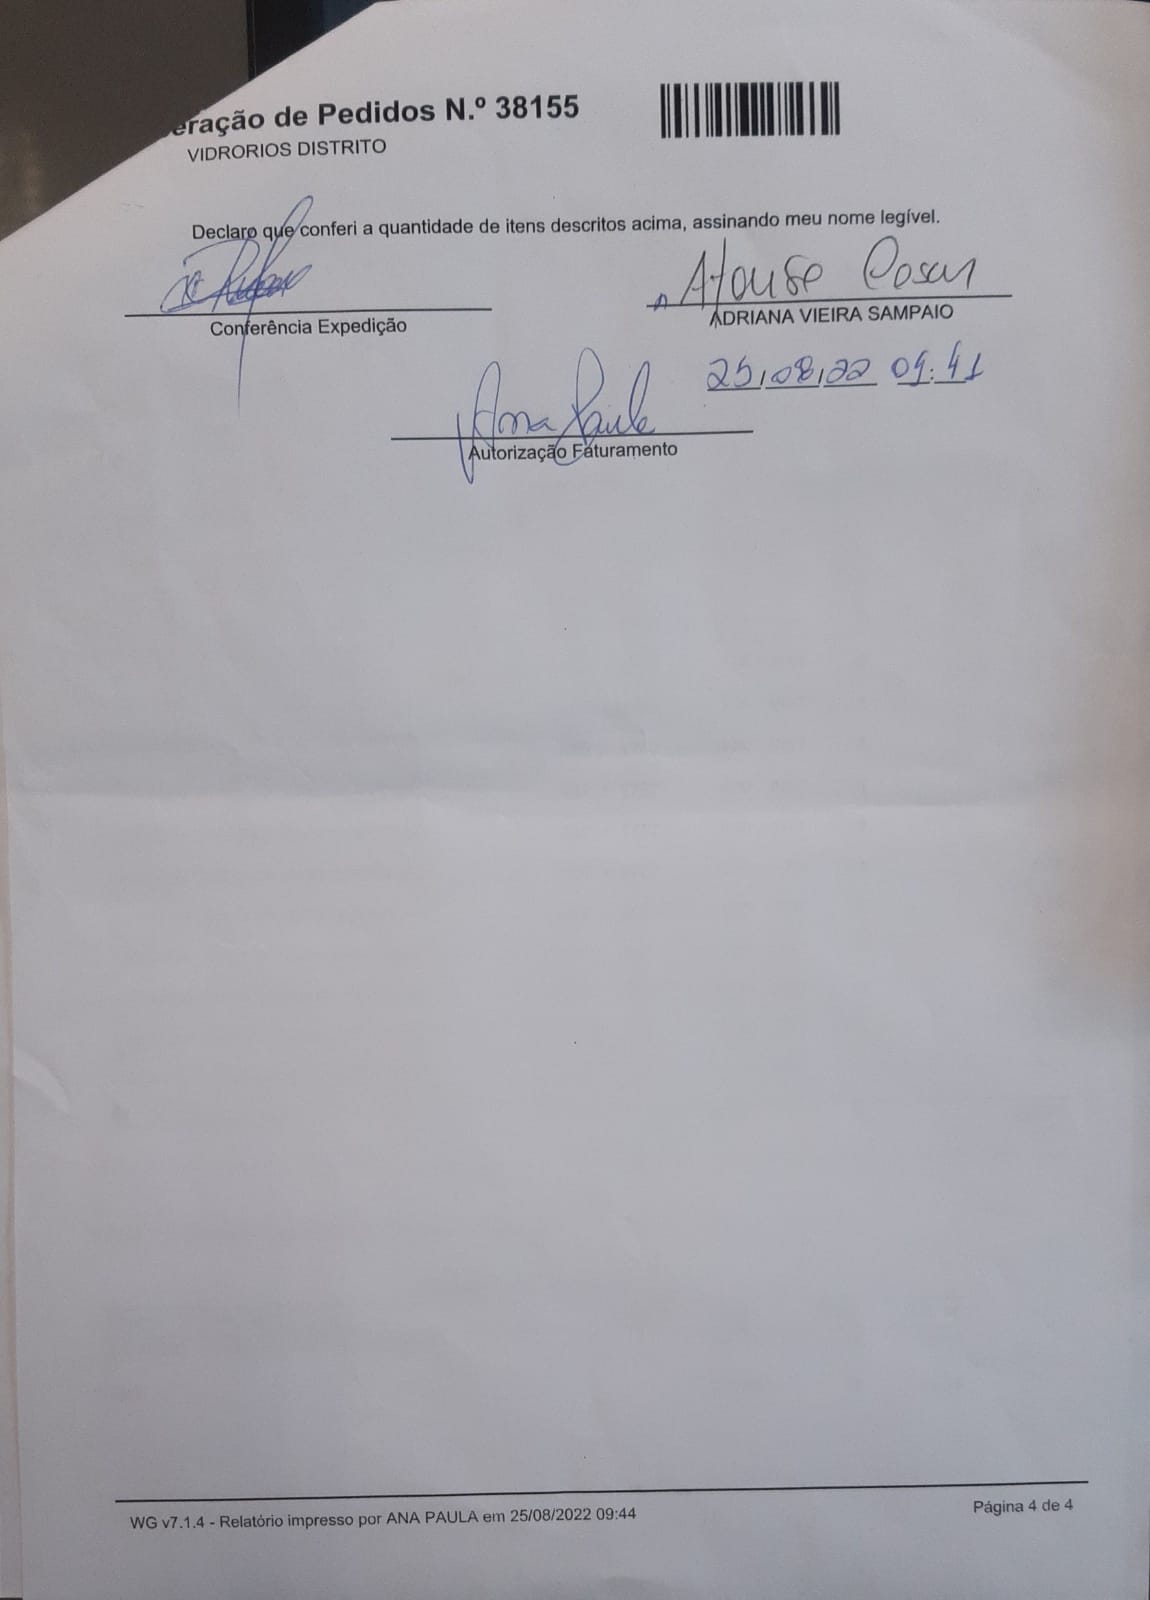 eração de Pedidos N.º 38155
VIDRORIOS DISTRITO
Declaro que conferi a quantidade de itens descritos acima, assinando meu nome legível.
Conferência Expedição
ADRIANA VIEIRA SAMPAIO
25/08/22
Ana Paula
Autorização Faturamento
WG v7.1.4 - Relatório impresso por ANA PAULA em 25/08/2022 09:44
Página 4 de 4